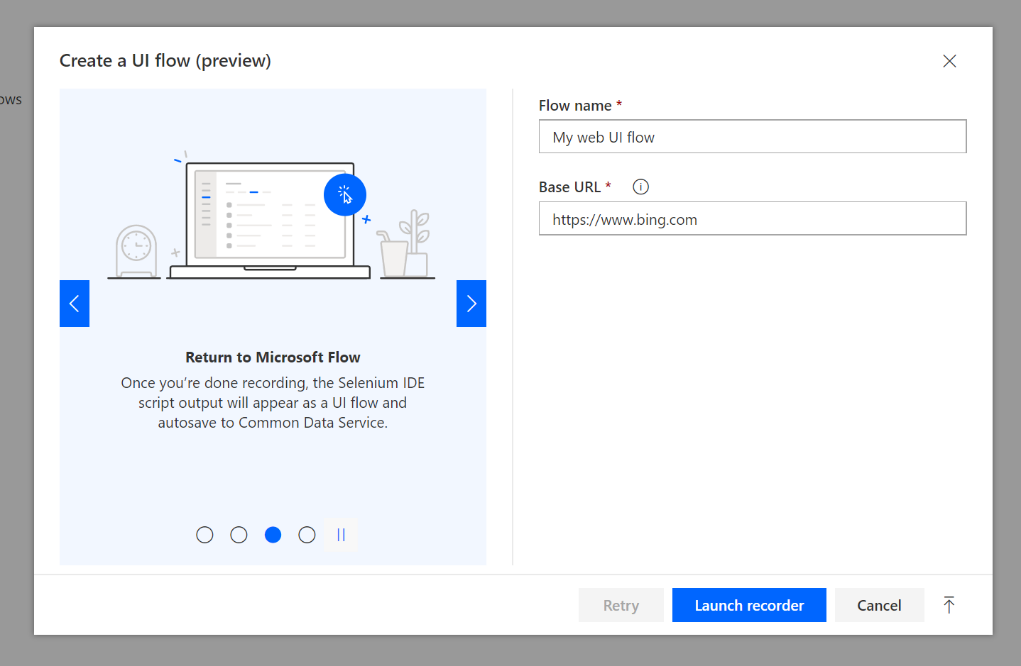 Create a UI flow (preview)
ows
Return to Microsoft Flow
Once you're done recording, the Selenium IDE
script output will appear as a UI flow and
autosave to Common Data Service.
Flow name *
My web UI flow
Base URL *
https://www.bing.com
Retry
Launch recorder
Cancel